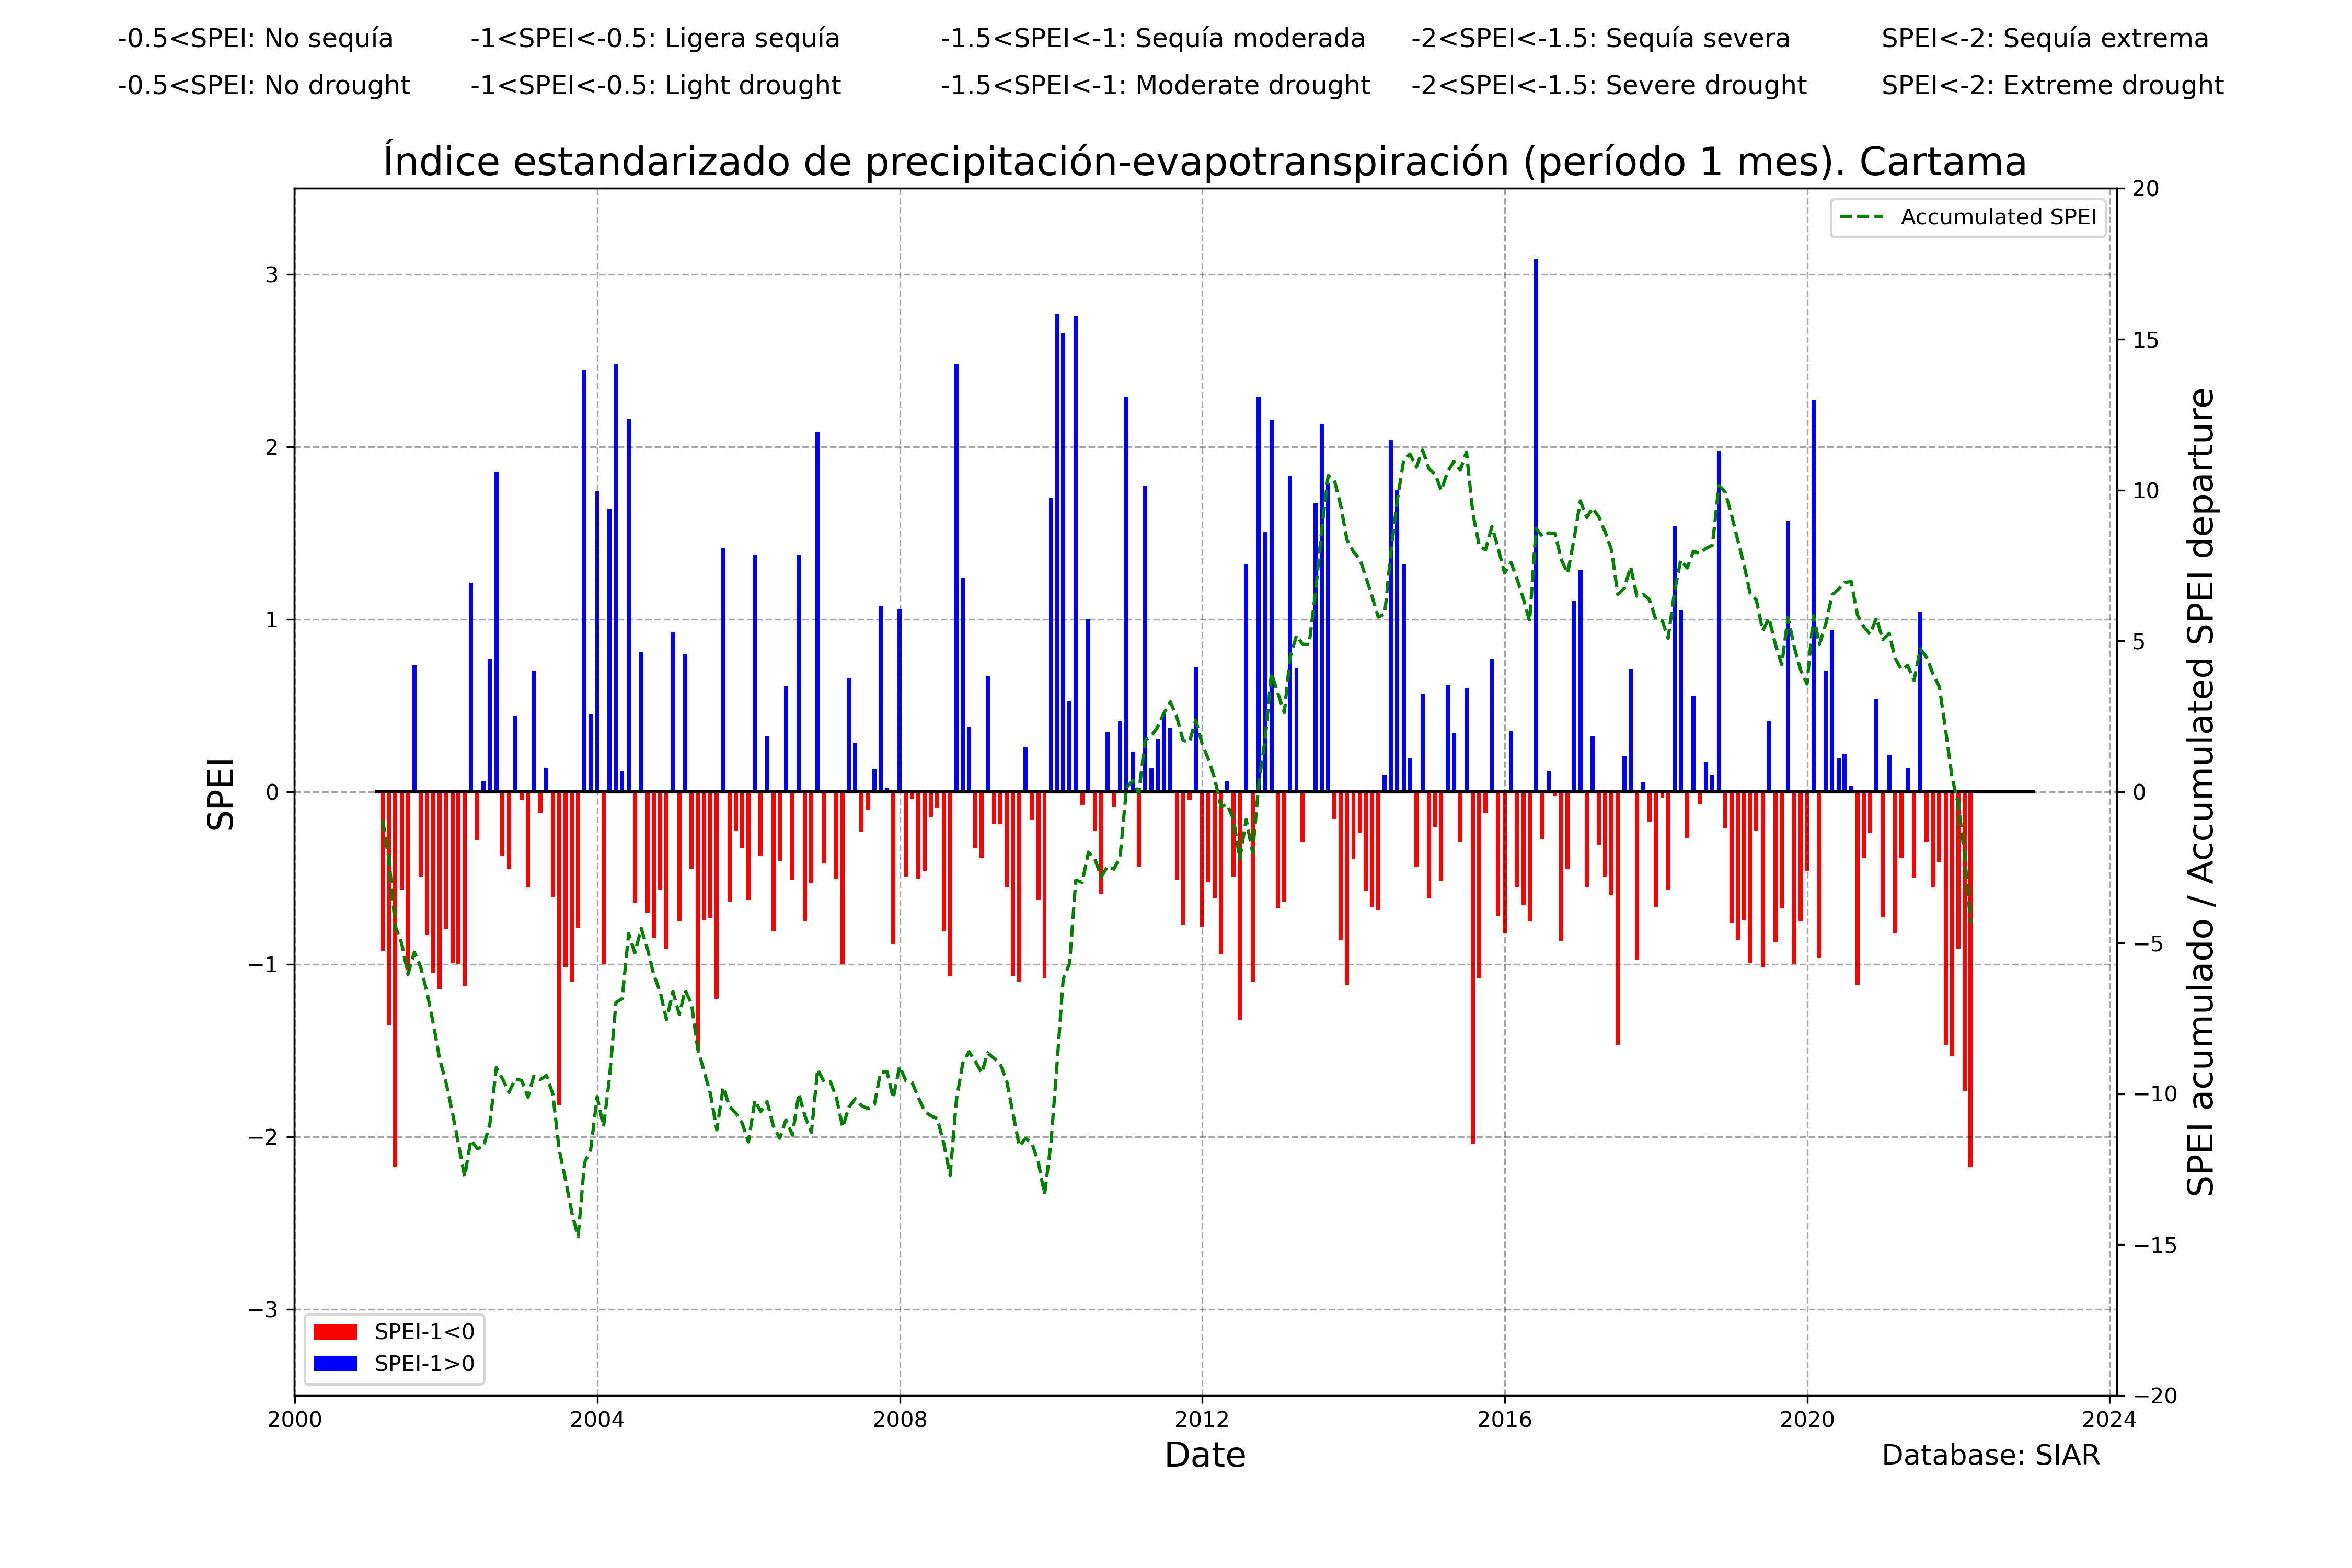 -0.5<SPEI: No sequía -1<SPEI<-0.5: Ligera sequía -1.5<SPEI<-1: Sequía moderada -2<SPEI<-1.5: Sequía severa SPEI<-2: Sequía extrema
-0.5<SPEI: No drought -1<SPEI<-0.5: Light drought -1.5<SPEI<-1: Moderate drought -2<SPEI<-1.5: Severe drought SPEI<-2: Extreme drought
Índice estandarizado de precipitación-evapotranspiración (período 1 mes). Cartama
Accumulated SPEI
SPEI
3
2
1
0
−1
−2
−3
20
15
10
5
0
−5
−10
−15
−20
SPEI acumulado / Accumulated SPEI departure
SPEI-1<0
SPEI-1>0
2000 2004 2008 2012 2016 2020 2024
Date
Database: SIAR